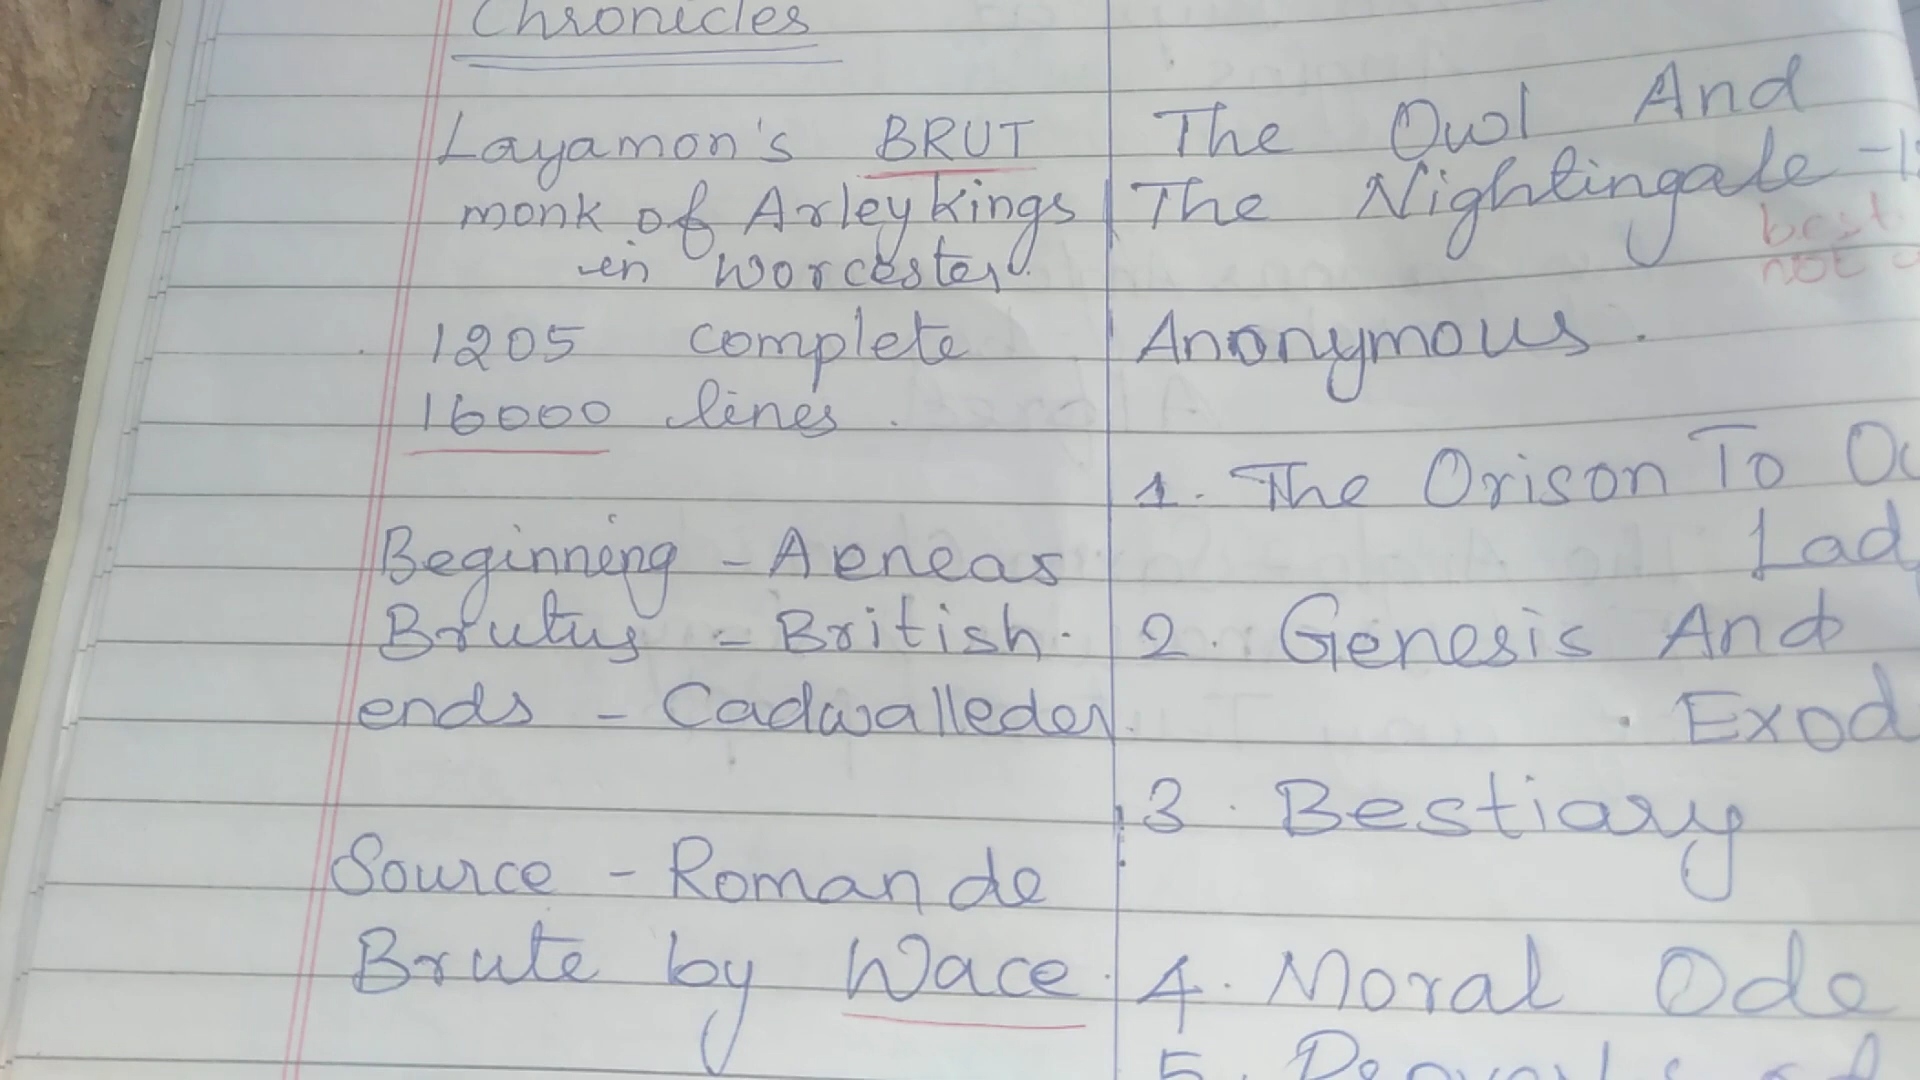 Chronicles
Layamon's BRUT
monk of Arley kings
in Worcester.
1205 complete
16000 lines.
Beginning - Aeneas
Brutus - British.
ends - Cadwalleder.
Source - Roman de
Brute by Wace.
The Owl And
The Nightingale
not
Anonymous.
1. The Orison To
2. Genesis And
3. Bestiary
4. Moral Ode
5.